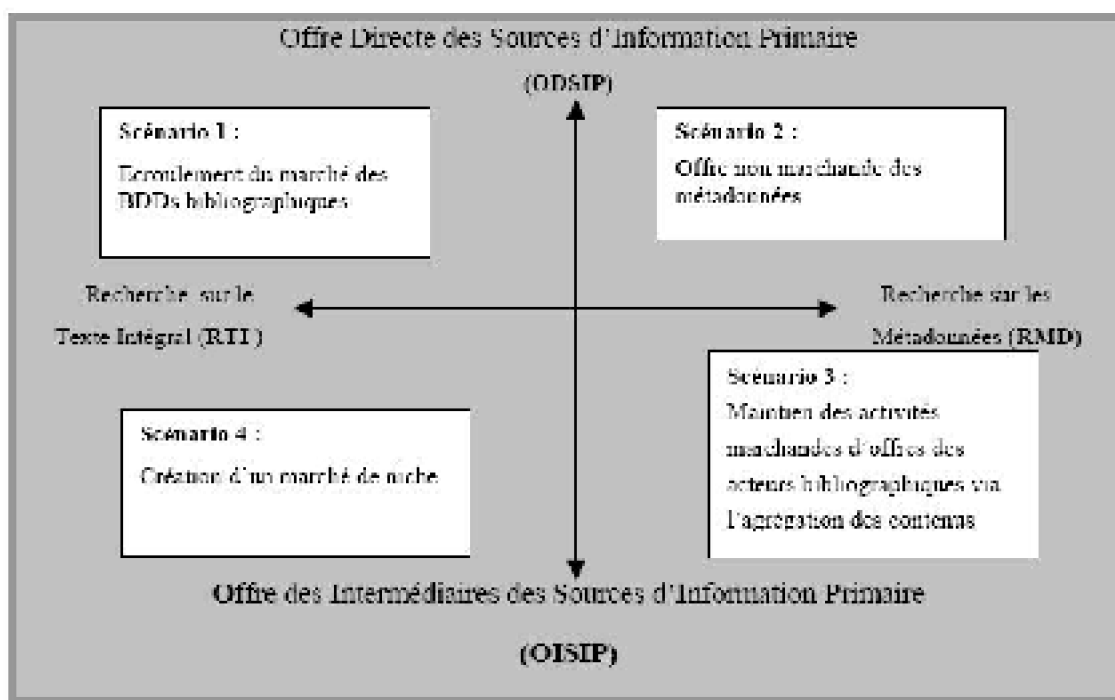 Offre Directe des Sources d'Information Primaire
(ODSIP)
Scénario 1 :
Ecroulement du marché des
BDDs bibliographiques
Scénario 2 :
Offre non marchande des
métadonnées
Recherche sur le
Texte Intégral (RTI )
Recherche sur les
Métadonnées (RMD)
Scénario 3 :
Maintien des activités
marchandes d'offres des
acteurs bibliographiques via
l'agrégation des contenus
Scénario 4 :
Création d'un marché de niche
Offre des Intermédiaires des Sources d'Information Primaire
(OISIP)